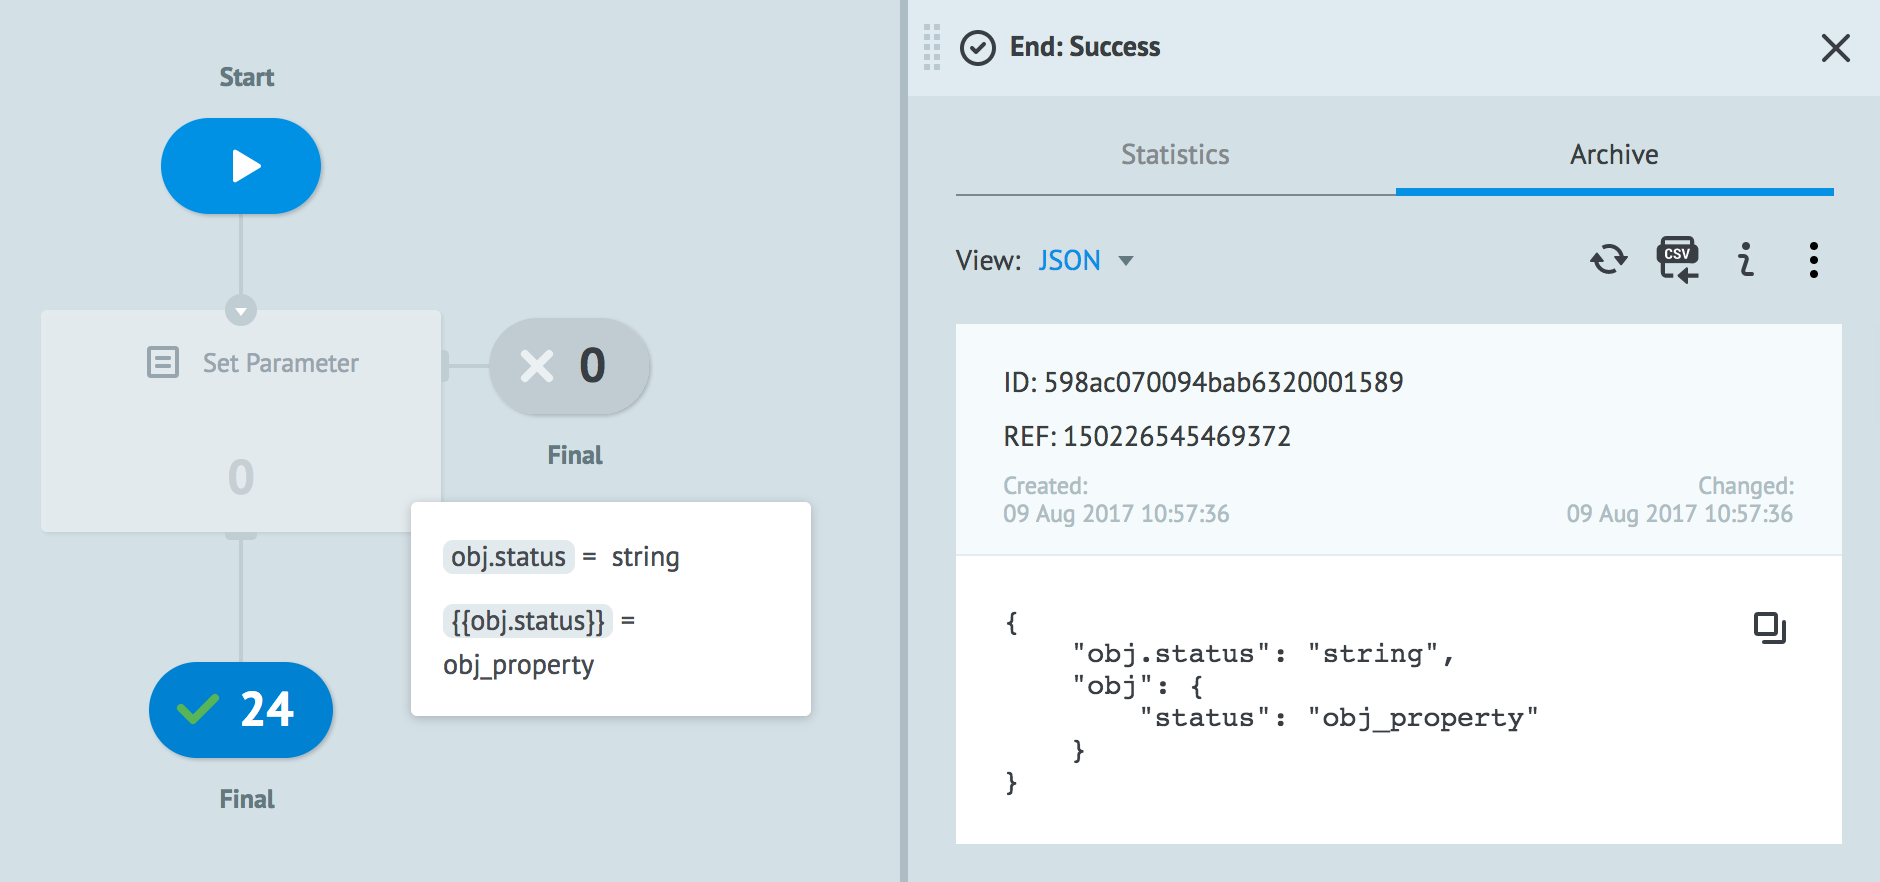 Start
Set Parameter
0
0
Final
obj.status = string
{{obj.status}} =
obj_property
24
Final
End: Success
Statistics
Archive
View: JSON
CSV
ID: 598ac070094bab6320001589
REF: 150226545469372
Created:
09 Aug 2017 10:57:36
Changed:
09 Aug 2017 10:57:36
{
"obj.status": "string",
"obj": {
"status": "obj_property"
}
}